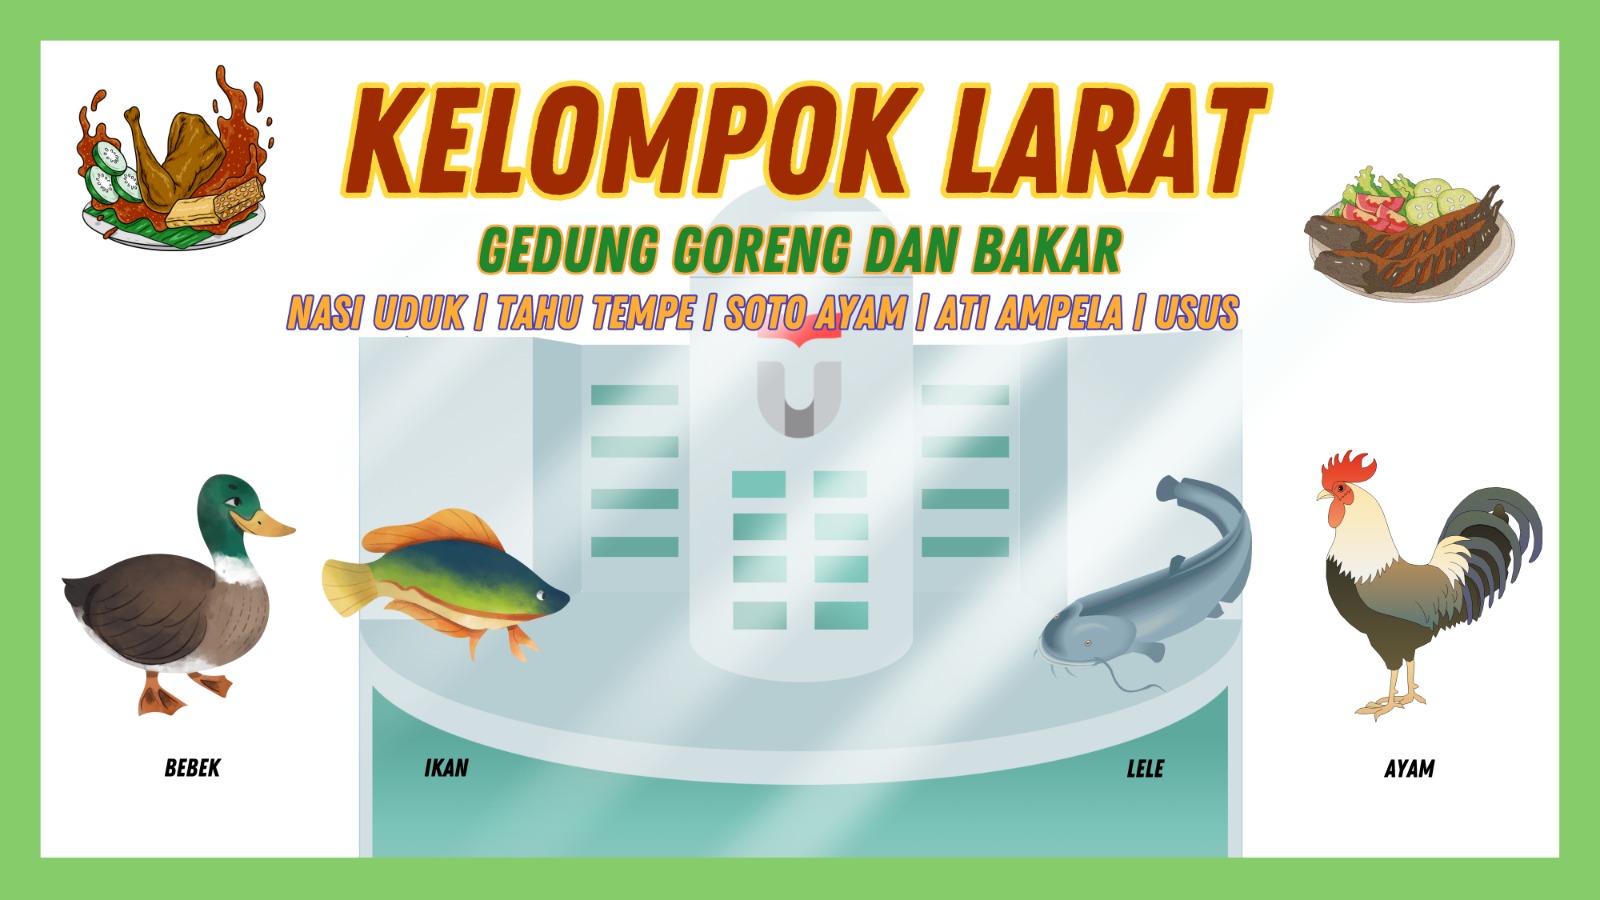 KELOMPOK LARAT
GEDUNG GORENG DAN BAKAR
NASI UDUK | TAHU TEMPE | SOTO AYAM | ATI AMPELA | USUS
BEBEK
IKAN
LELE
AYAM